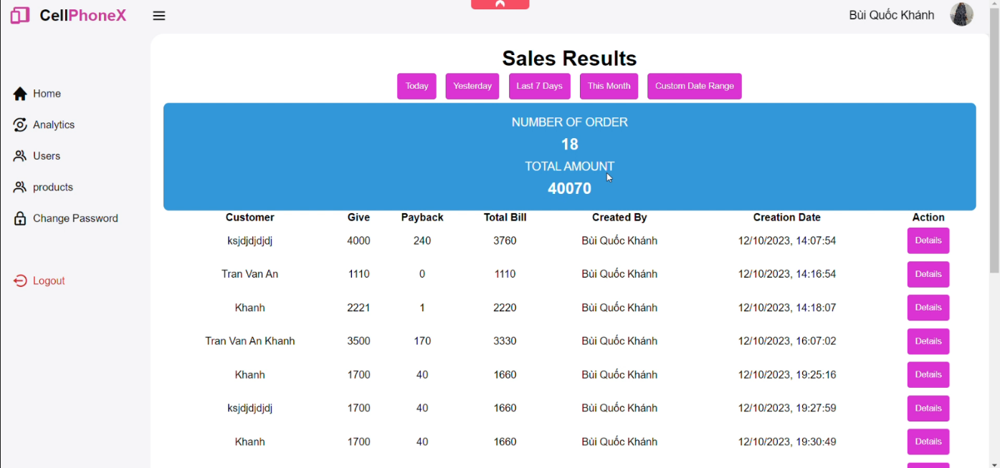 CellPhoneX
Bùi Quốc Khánh
Home
Analytics
Users
products
Change Password
Logout
Sales Results
Today Yesterday Last 7 Days This Month Custom Date Range
NUMBER OF ORDER
18
TOTAL AMOUNT
40070
Customer Give Payback Total Bill Created By Creation Date Action
ksjdjdjdjdj 4000 240 3760 Bùi Quốc Khánh 12/10/2023, 14:07:54 Details
Tran Van An 1110 0 1110 Bùi Quốc Khánh 12/10/2023, 14:16:54 Details
Khanh 2221 1 2220 Bùi Quốc Khánh 12/10/2023, 14:18:07 Details
Tran Van An Khanh 3500 170 3330 Bùi Quốc Khánh 12/10/2023, 16:07:02 Details
Khanh 1700 40 1660 Bùi Quốc Khánh 12/10/2023, 19:25:16 Details
ksjdjdjdjdj 1700 40 1660 Bùi Quốc Khánh 12/10/2023, 19:27:59 Details
Khanh 1700 40 1660 Bùi Quốc Khánh 12/10/2023, 19:30:49 Details